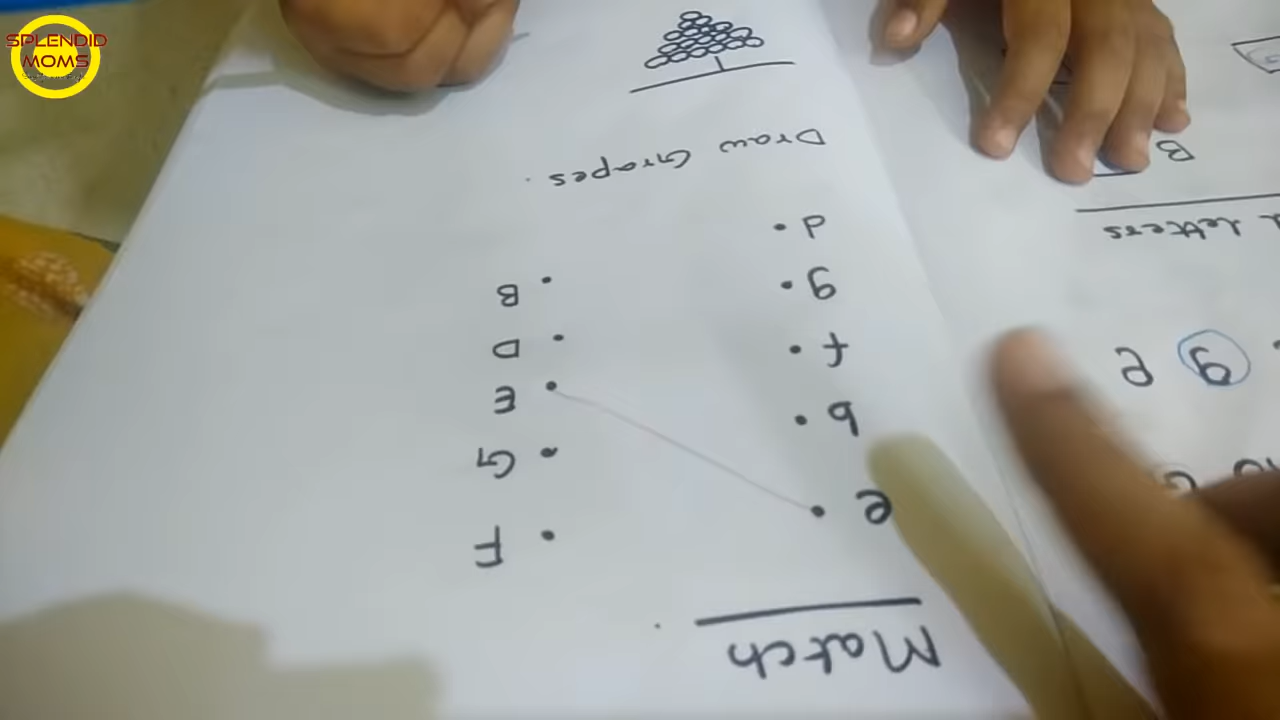 SPLENDID
MOMS
Match
e F
b G
f E
g D
d B
Draw Grapes.
Letters
B
g e